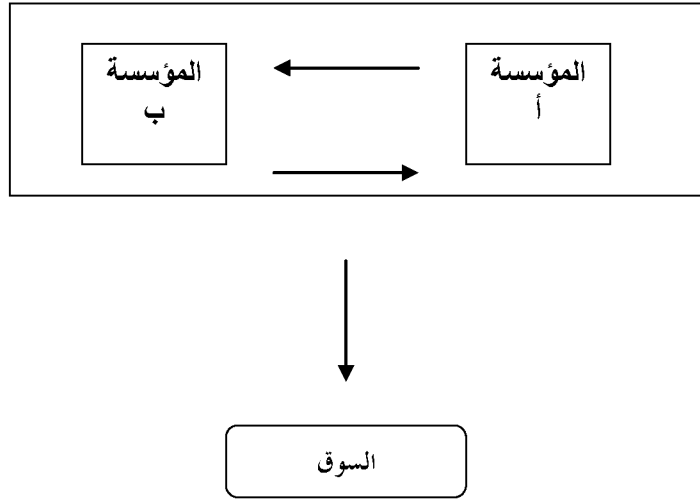 المؤسسة
أ
المؤسسة
ب
السوق